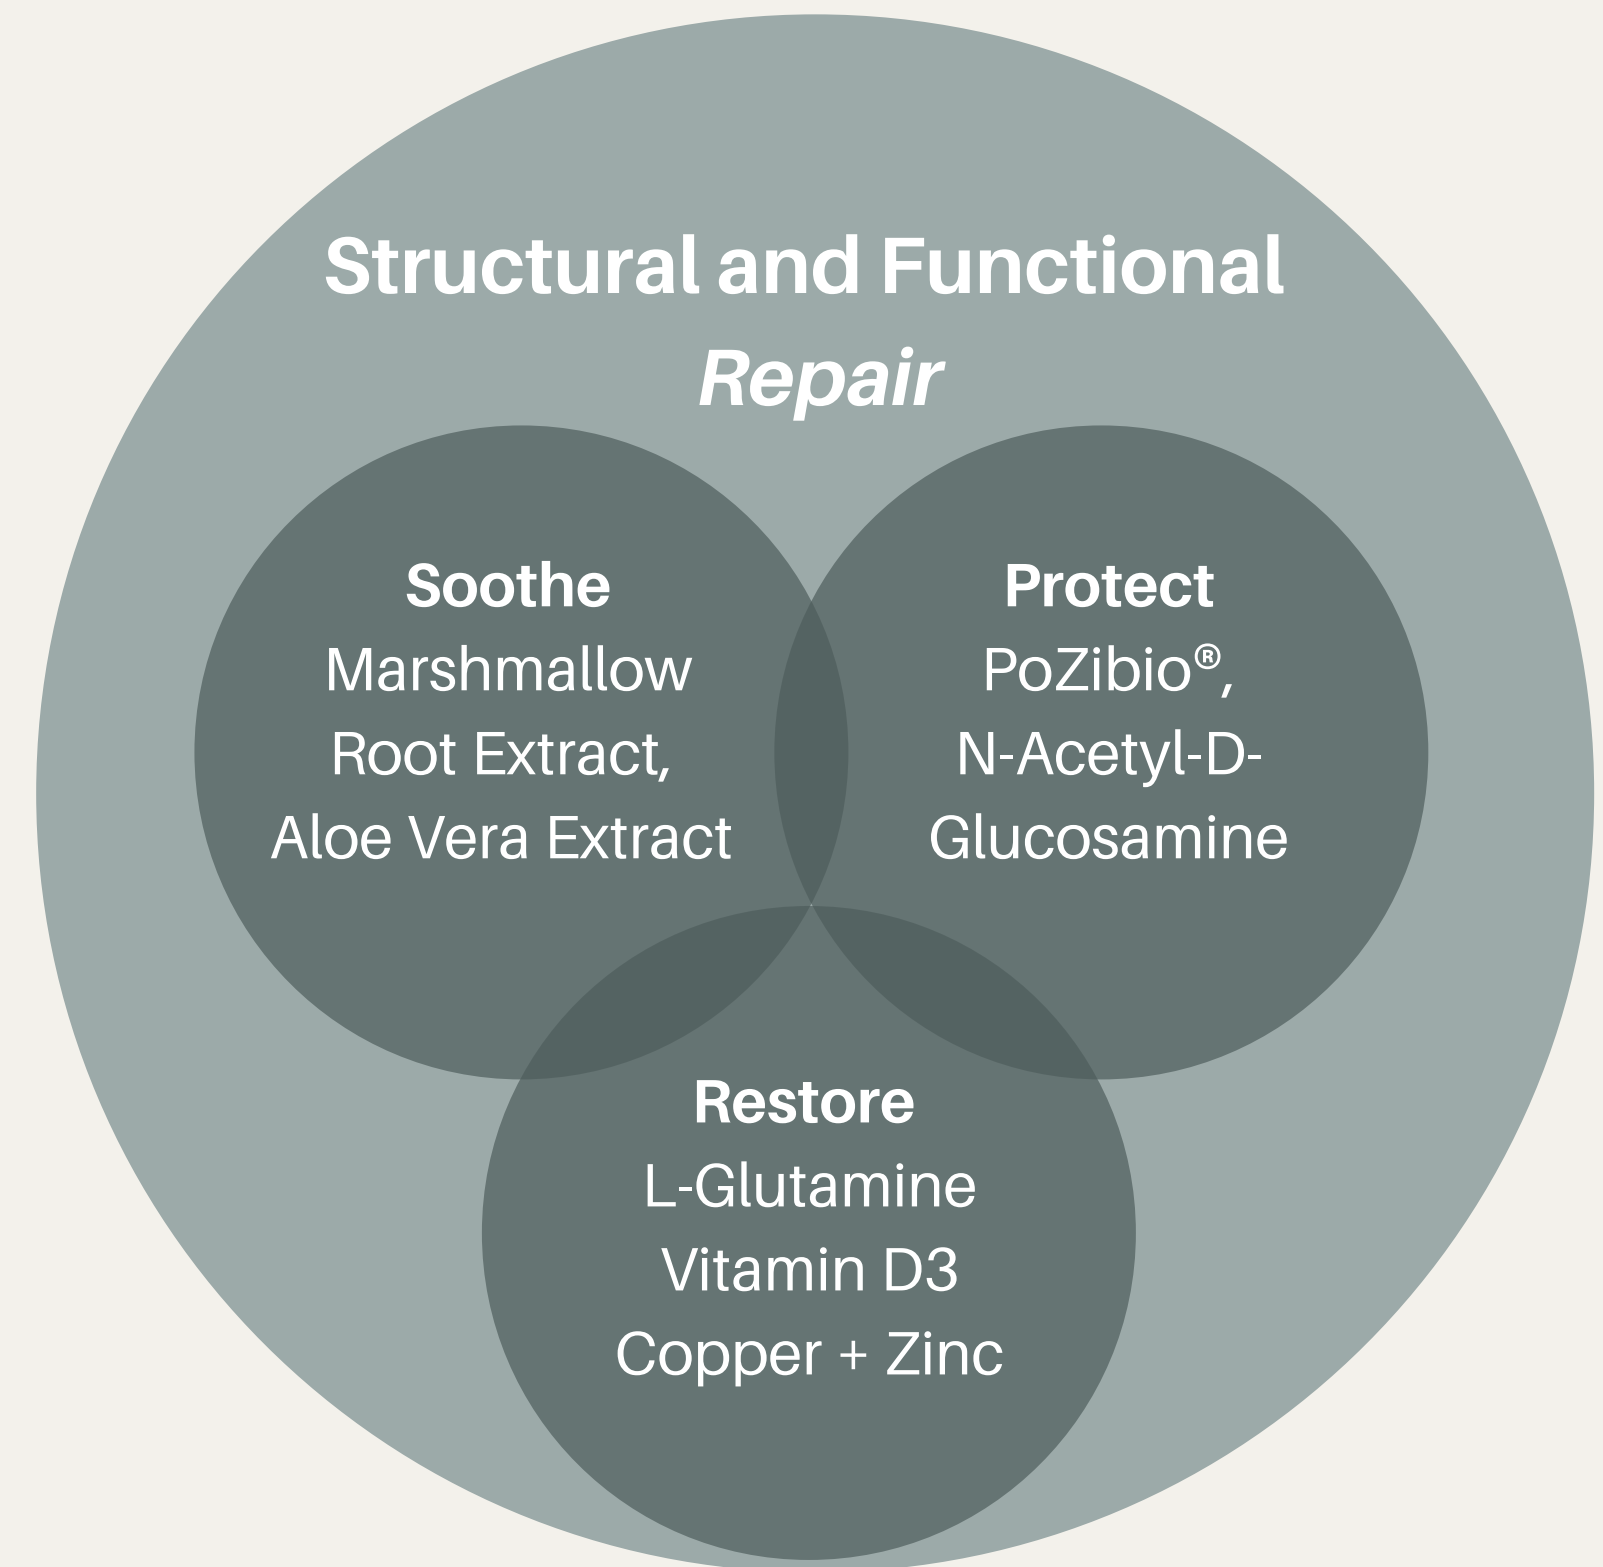 Structural and Functional
Repair
Soothe
Marshmallow
Root Extract,
Aloe Vera Extract
Protect
PoZibio®,
N-Acetyl-D-
Glucosamine
Restore
L-Glutamine
Vitamin D3
Copper + Zinc